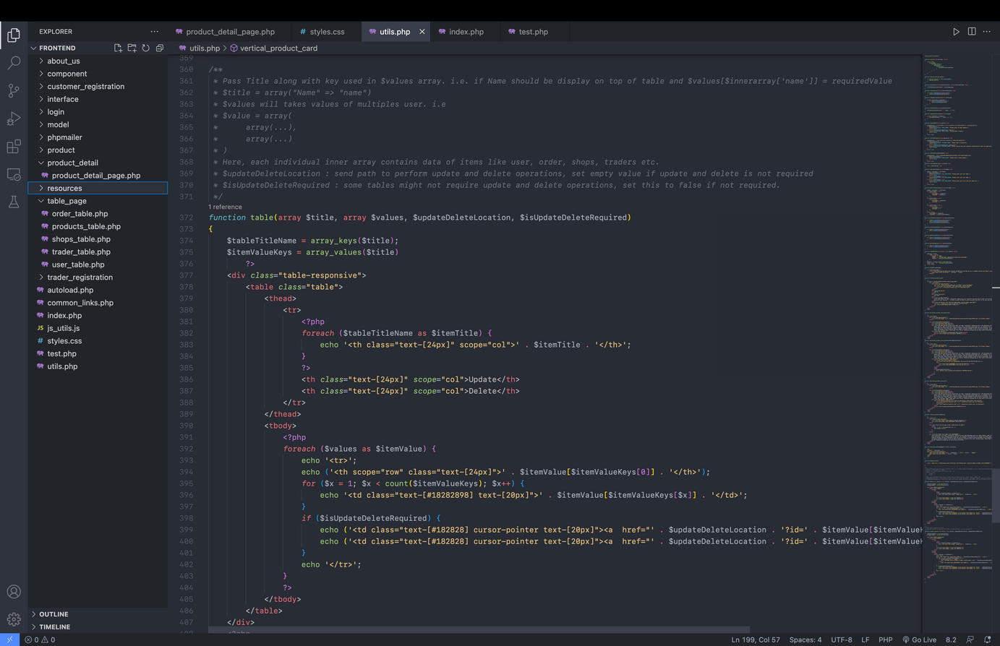 EXPLORER
FRONTEND
about_us
component
customer_registration
interface
login
model
phpmailer
product
product_detail
product_detail_page.php
resources
table_page
order_table.php
products_table.php
shops_table.php
trader_table.php
user_table.php
trader_registration
autoload.php
common_links.php
index.php
JS js_utils.js
# styles.css
test.php
utils.php
OUTLINE
TIMELINE
product_detail_page.php # styles.css utils.php index.php test.php
utils.php > vertical_product_card
359
360 /**
361 * Pass Title along with key used in $values array. i.e. if Name should be display on top of table and $values[$innerarray['name']] = requiredValue
362 * $title = array("Name" => "name")
363 * $values will takes values of multiples user. i.e
364 * $value = array(
365 * array(...),
366 * array(...)
367 * )
368 * Here, each individual inner array contains data of items like user, order, shops, traders etc.
369 * $updateDeleteLocation : send path to perform update and delete operations, set empty value if update and delete is not required
370 * $isUpdateDeleteRequired : some tables might not require update and delete operations, set this to false if not required.
371 */
1 reference
372 function table(array $title, array $values, $updateDeleteLocation, $isUpdateDeleteRequired)
373 {
374 $tableTitleName = array_keys($title);
375 $itemValueKeys = array_values($title)
376 ?>
377 <div class="table-responsive">
378 <table class="table">
379 <thead>
380 <tr>
381 <?php
382 foreach ($tableTitleName as $itemTitle) {
383 echo '<th class="text-[24px]" scope="col">' . $itemTitle . '</th>';
384 }
385 ?>
386 <th class="text-[24px]" scope="col">Update</th>
387 <th class="text-[24px]" scope="col">Delete</th>
388 </tr>
389 </thead>
390 <tbody>
391 <?php
392 foreach ($values as $itemValue) {
393 echo '<tr>';
394 echo ('<th scope="row" class="text-[24px]">' . $itemValue[$itemValueKeys[0]] . '</th>');
395 for ($x = 1; $x < count($itemValueKeys); $x++) {
396 echo '<td class="text-[#18282898] text-[20px]">' . $itemValue[$itemValueKeys[$x]] . '</td>';
397 }
398 if ($isUpdateDeleteRequired) {
399 echo ('<td class="text-[#182828] cursor-pointer text-[20px]"><a href="' . $updateDeleteLocation . '?id=' . $itemValue[$itemValue
400 echo ('<td class="text-[#182828] cursor-pointer text-[20px]"><a href="' . $updateDeleteLocation . '?id=' . $itemValue[$itemValue
401 }
402 echo '</tr>';
403 }
404 ?>
405 </tbody>
406 </table>
407 </div>
408 <?php
0 0
Ln 199, Col 57 Spaces: 4 UTF-8 LF PHP Go Live 8.2